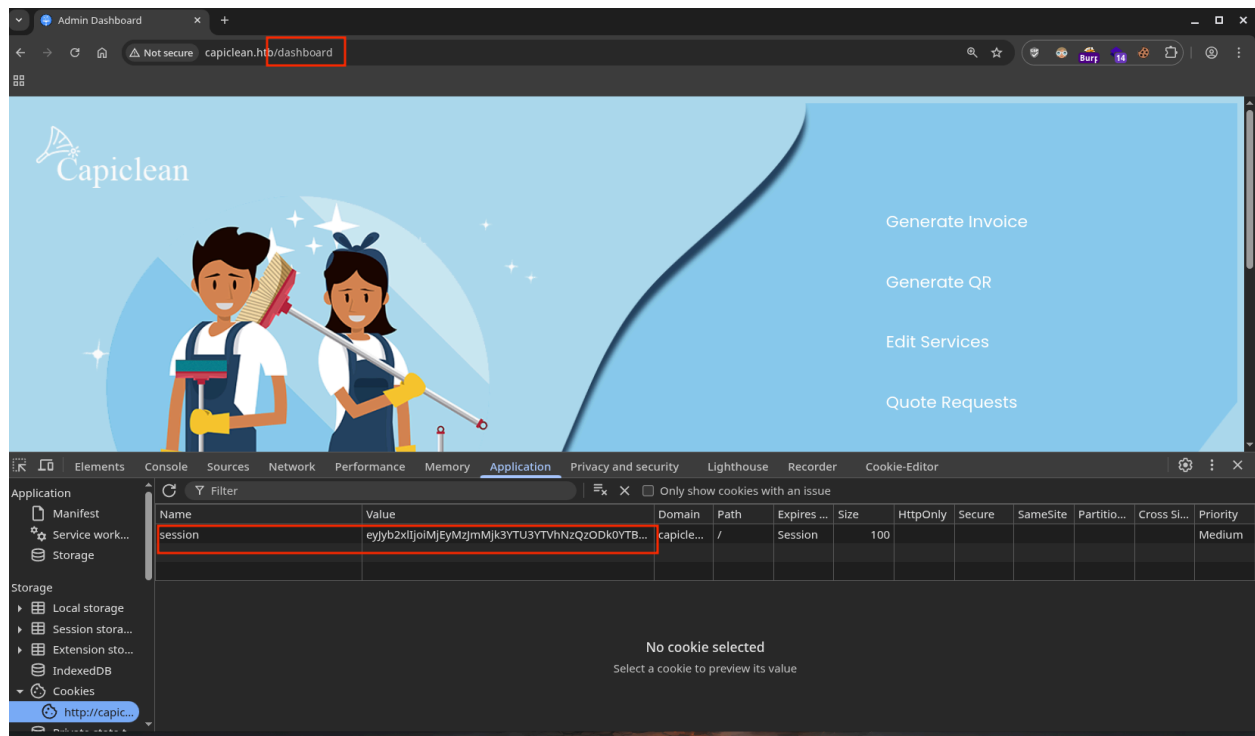 Admin Dashboard
Not secure capiclean.htb/dashboard
Burp 14
Capiclean
Generate Invoice
Generate QR
Edit Services
Quote Requests
Elements Console Sources Network Performance Memory Application Privacy and security Lighthouse Recorder Cookie-Editor
Application
Filter Only show cookies with an issue
Manifest
Name Value Domain Path Expires ... Size HttpOnly Secure SameSite Partitio... Cross Si... Priority
Service work...
session capicle... / Session 100 Medium
Storage
Storage
Local storage
Session stora...
Extension sto...
No cookie selected
IndexedDB
Select a cookie to preview its value
Cookies
http://capic...